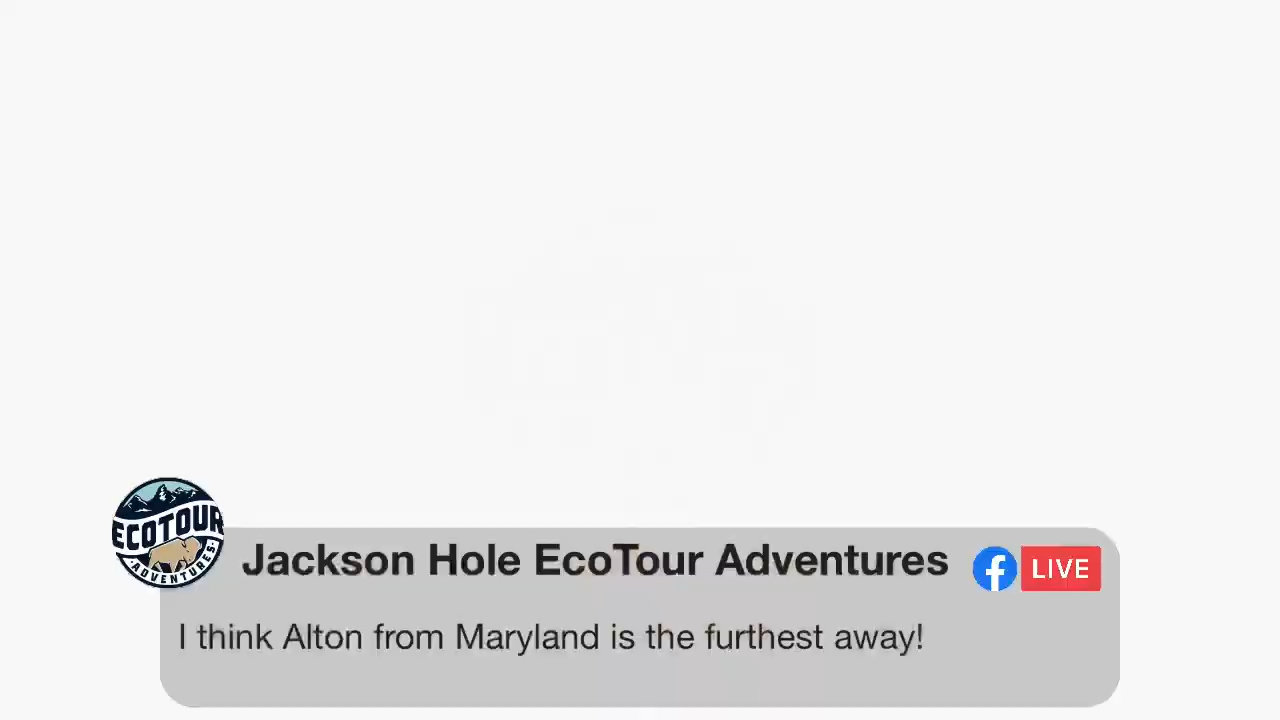 ECOTOUR
ADVENTURES
Jackson Hole EcoTour Adventures
f LIVE
I think Alton from Maryland is the furthest away!